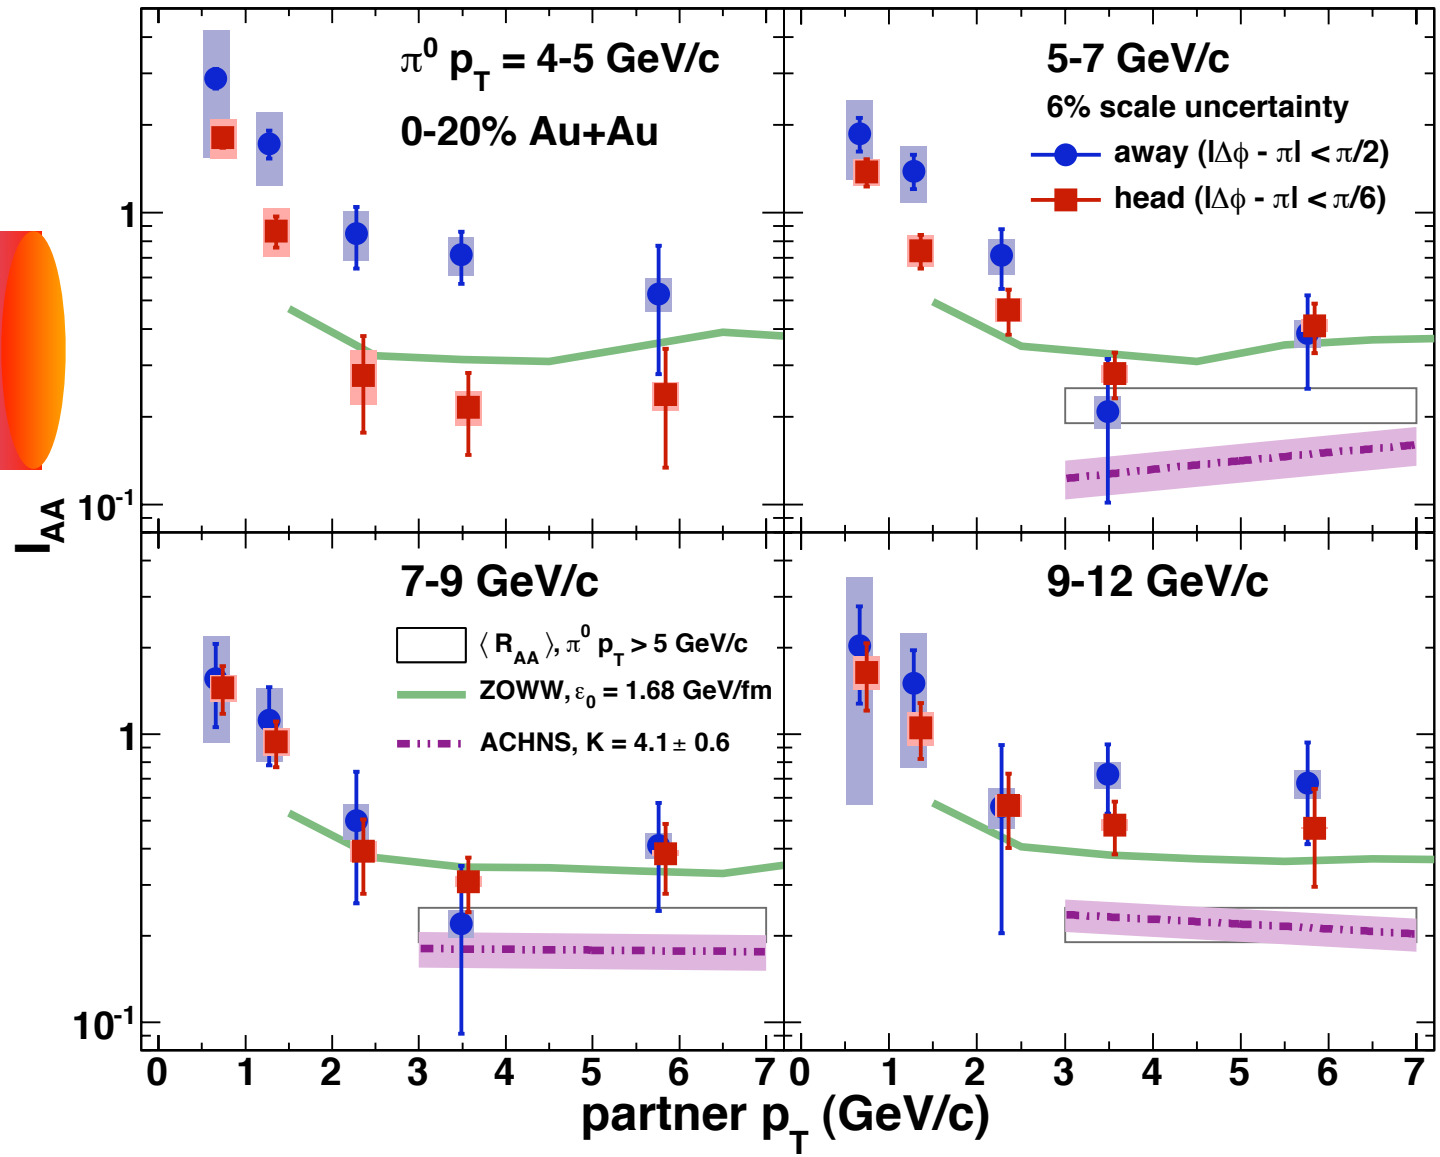 π⁰ p_T = 4-5 GeV/c
0-20% Au+Au
5-7 GeV/c
6% scale uncertainty
away (|Δϕ - π| < π/2)
head (|Δϕ - π| < π/6)
1
10⁻¹
I_AA
7-9 GeV/c
⟨ R_AA ⟩, π⁰ p_T > 5 GeV/c
ZOWW, ε₀ = 1.68 GeV/fm
ACHNS, K = 4.1 ± 0.6
9-12 GeV/c
1
10⁻¹
0 1 2 3 4 5 6 7 0 1 2 3 4 5 6 7
partner p_T (GeV/c)